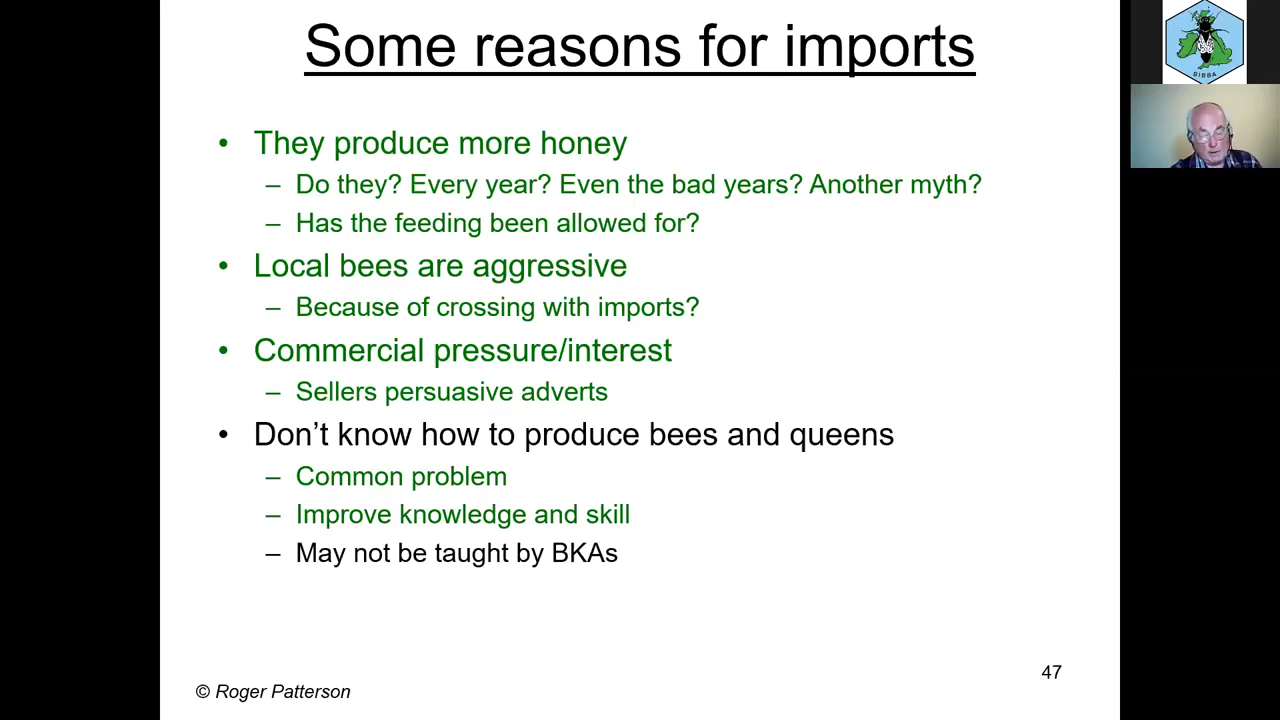 Some reasons for imports
BIBBA
• They produce more honey
– Do they? Every year? Even the bad years? Another myth?
– Has the feeding been allowed for?
• Local bees are aggressive
– Because of crossing with imports?
• Commercial pressure/interest
– Sellers persuasive adverts
• Don’t know how to produce bees and queens
– Common problem
– Improve knowledge and skill
– May not be taught by BKAs
47
© Roger Patterson